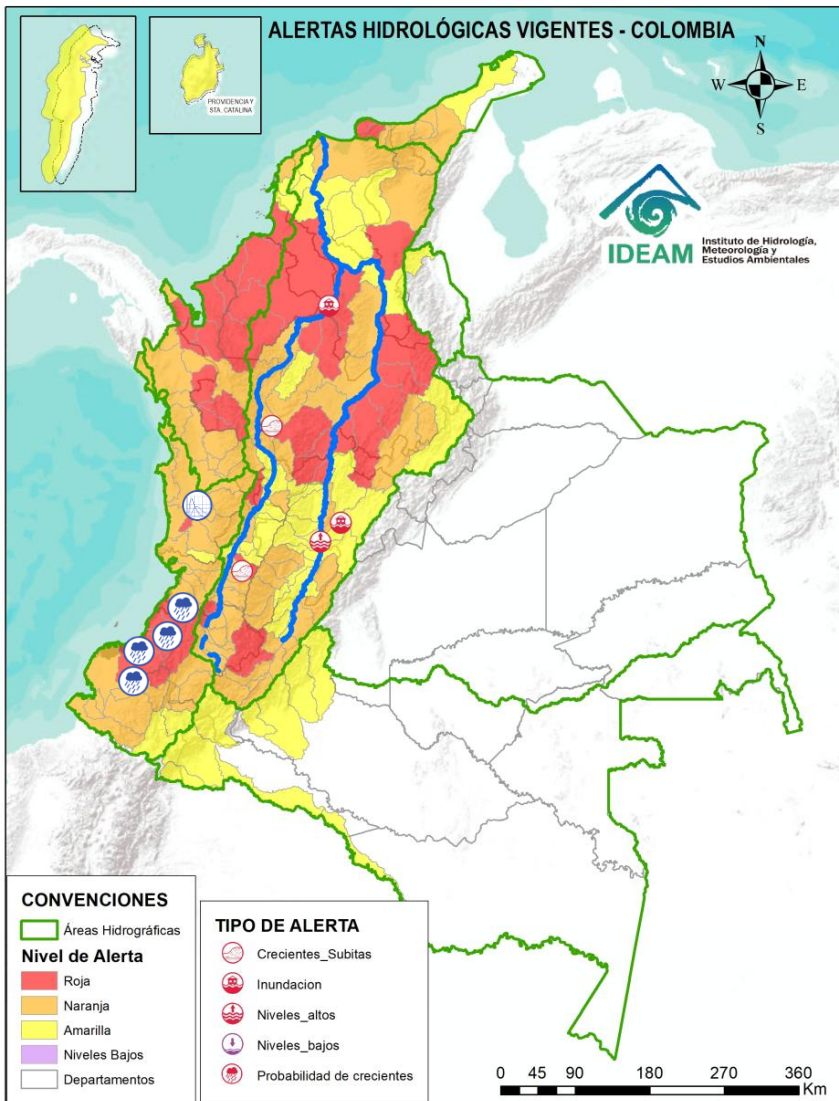 ALERTAS HIDROLÓGICAS VIGENTES - COLOMBIA
PROVIDENCIA Y
STA. CATALINA
N
W
E
S
IDEAM
Instituto de Hidrología,
Meteorología y
Estudios Ambientales
CONVENCIONES
Áreas Hidrográficas
Nivel de Alerta
Roja
Naranja
Amarilla
Niveles Bajos
Departamentos
TIPO DE ALERTA
Crecientes_Subitas
Inundacion
Niveles_altos
Niveles_bajos
Probabilidad de crecientes
0 45 90 180 270 360
Km